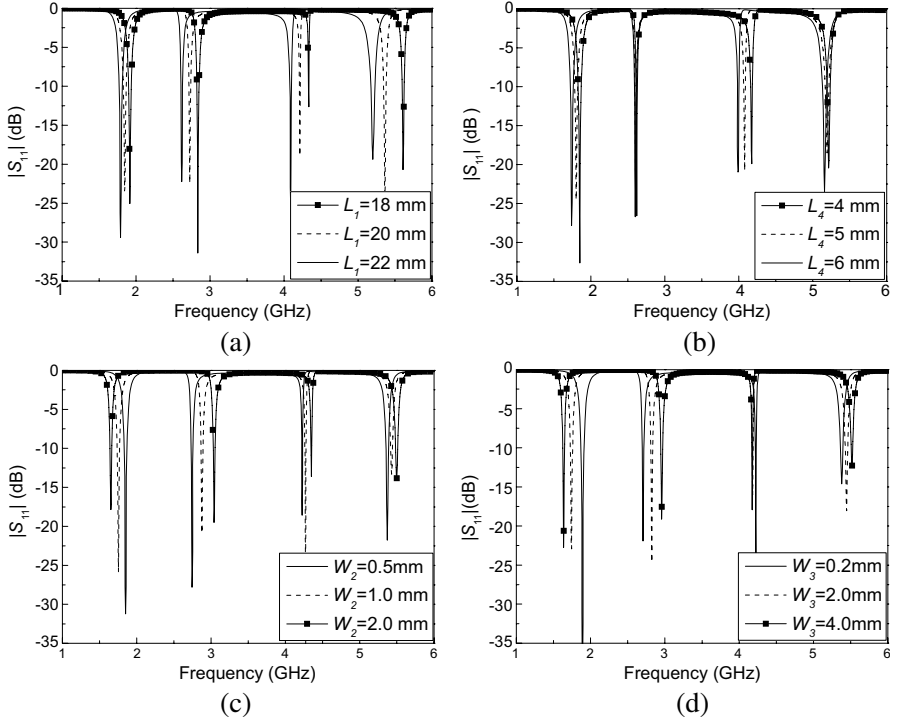 0
-5
-10
-15
-20
-25
-30
-35
|S11| (dB)
L1=18 mm
L1=20 mm
L1=22 mm
1 2 3 4 5 6
Frequency (GHz)
(a)
0
-5
-10
-15
-20
-25
-30
-35
|S11| (dB)
L4=4 mm
L4=5 mm
L4=6 mm
1 2 3 4 5 6
Frequency (GHz)
(b)
0
-5
-10
-15
-20
-25
-30
-35
|S11| (dB)
W2=0.5mm
W2=1.0 mm
W2=2.0 mm
1 2 3 4 5 6
Frequency (GHz)
(c)
0
-5
-10
-15
-20
-25
-30
-35
|S11|(dB)
W3=0.2mm
W3=2.0mm
W3=4.0mm
1 2 3 4 5 6
Frequency (GHz)
(d)